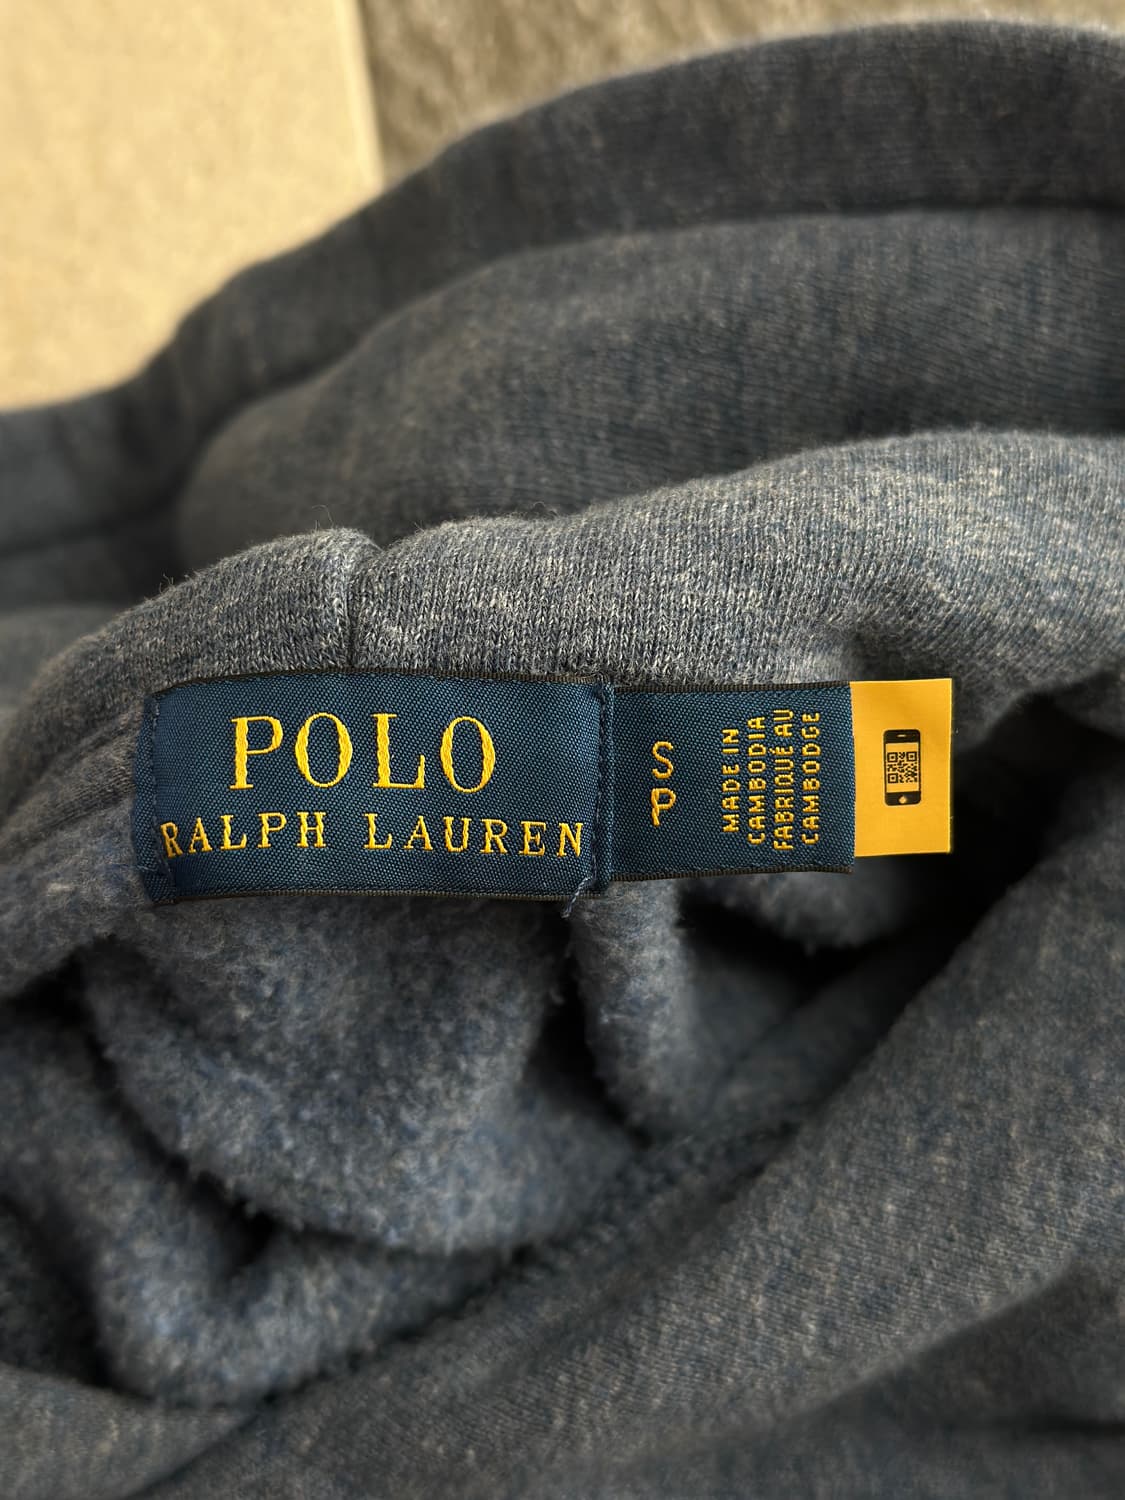 POLO
RALPH LAUREN
S
P
MADE IN
CAMBODIA
FABRIQUÉ AU
CAMBODGE